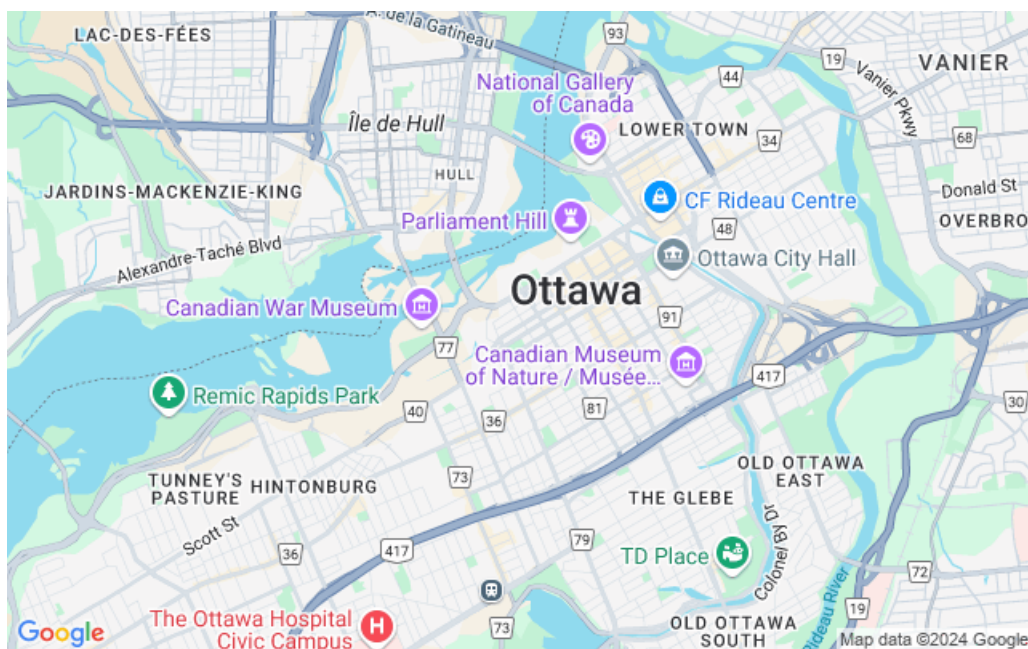 LAC-DES-FÉES
A. de la Gatineau
93
19
VANIER
National Gallery
of Canada
44
Vanier Pkwy
Île de Hull
LOWER TOWN
34
68
HULL
JARDINS-MACKENZIE-KING
CF Rideau Centre
Donald St
OVERBRO
Parliament Hill
48
Alexandre-Taché Blvd
Ottawa City Hall
Ottawa
Canadian War Museum
91
77
Canadian Museum
of Nature / Musée...
417
Remic Rapids Park
40
36
81
30
TUNNEY'S
PASTURE
HINTONBURG
73
OLD OTTAWA
EAST
THE GLEBE
Scott St
36
417
79
TD Place
Colonel By Dr
72
Rideau River
19
The Ottawa Hospital
Civic Campus
H
73
OLD OTTAWA
SOUTH
Google
Map data ©2024 Google